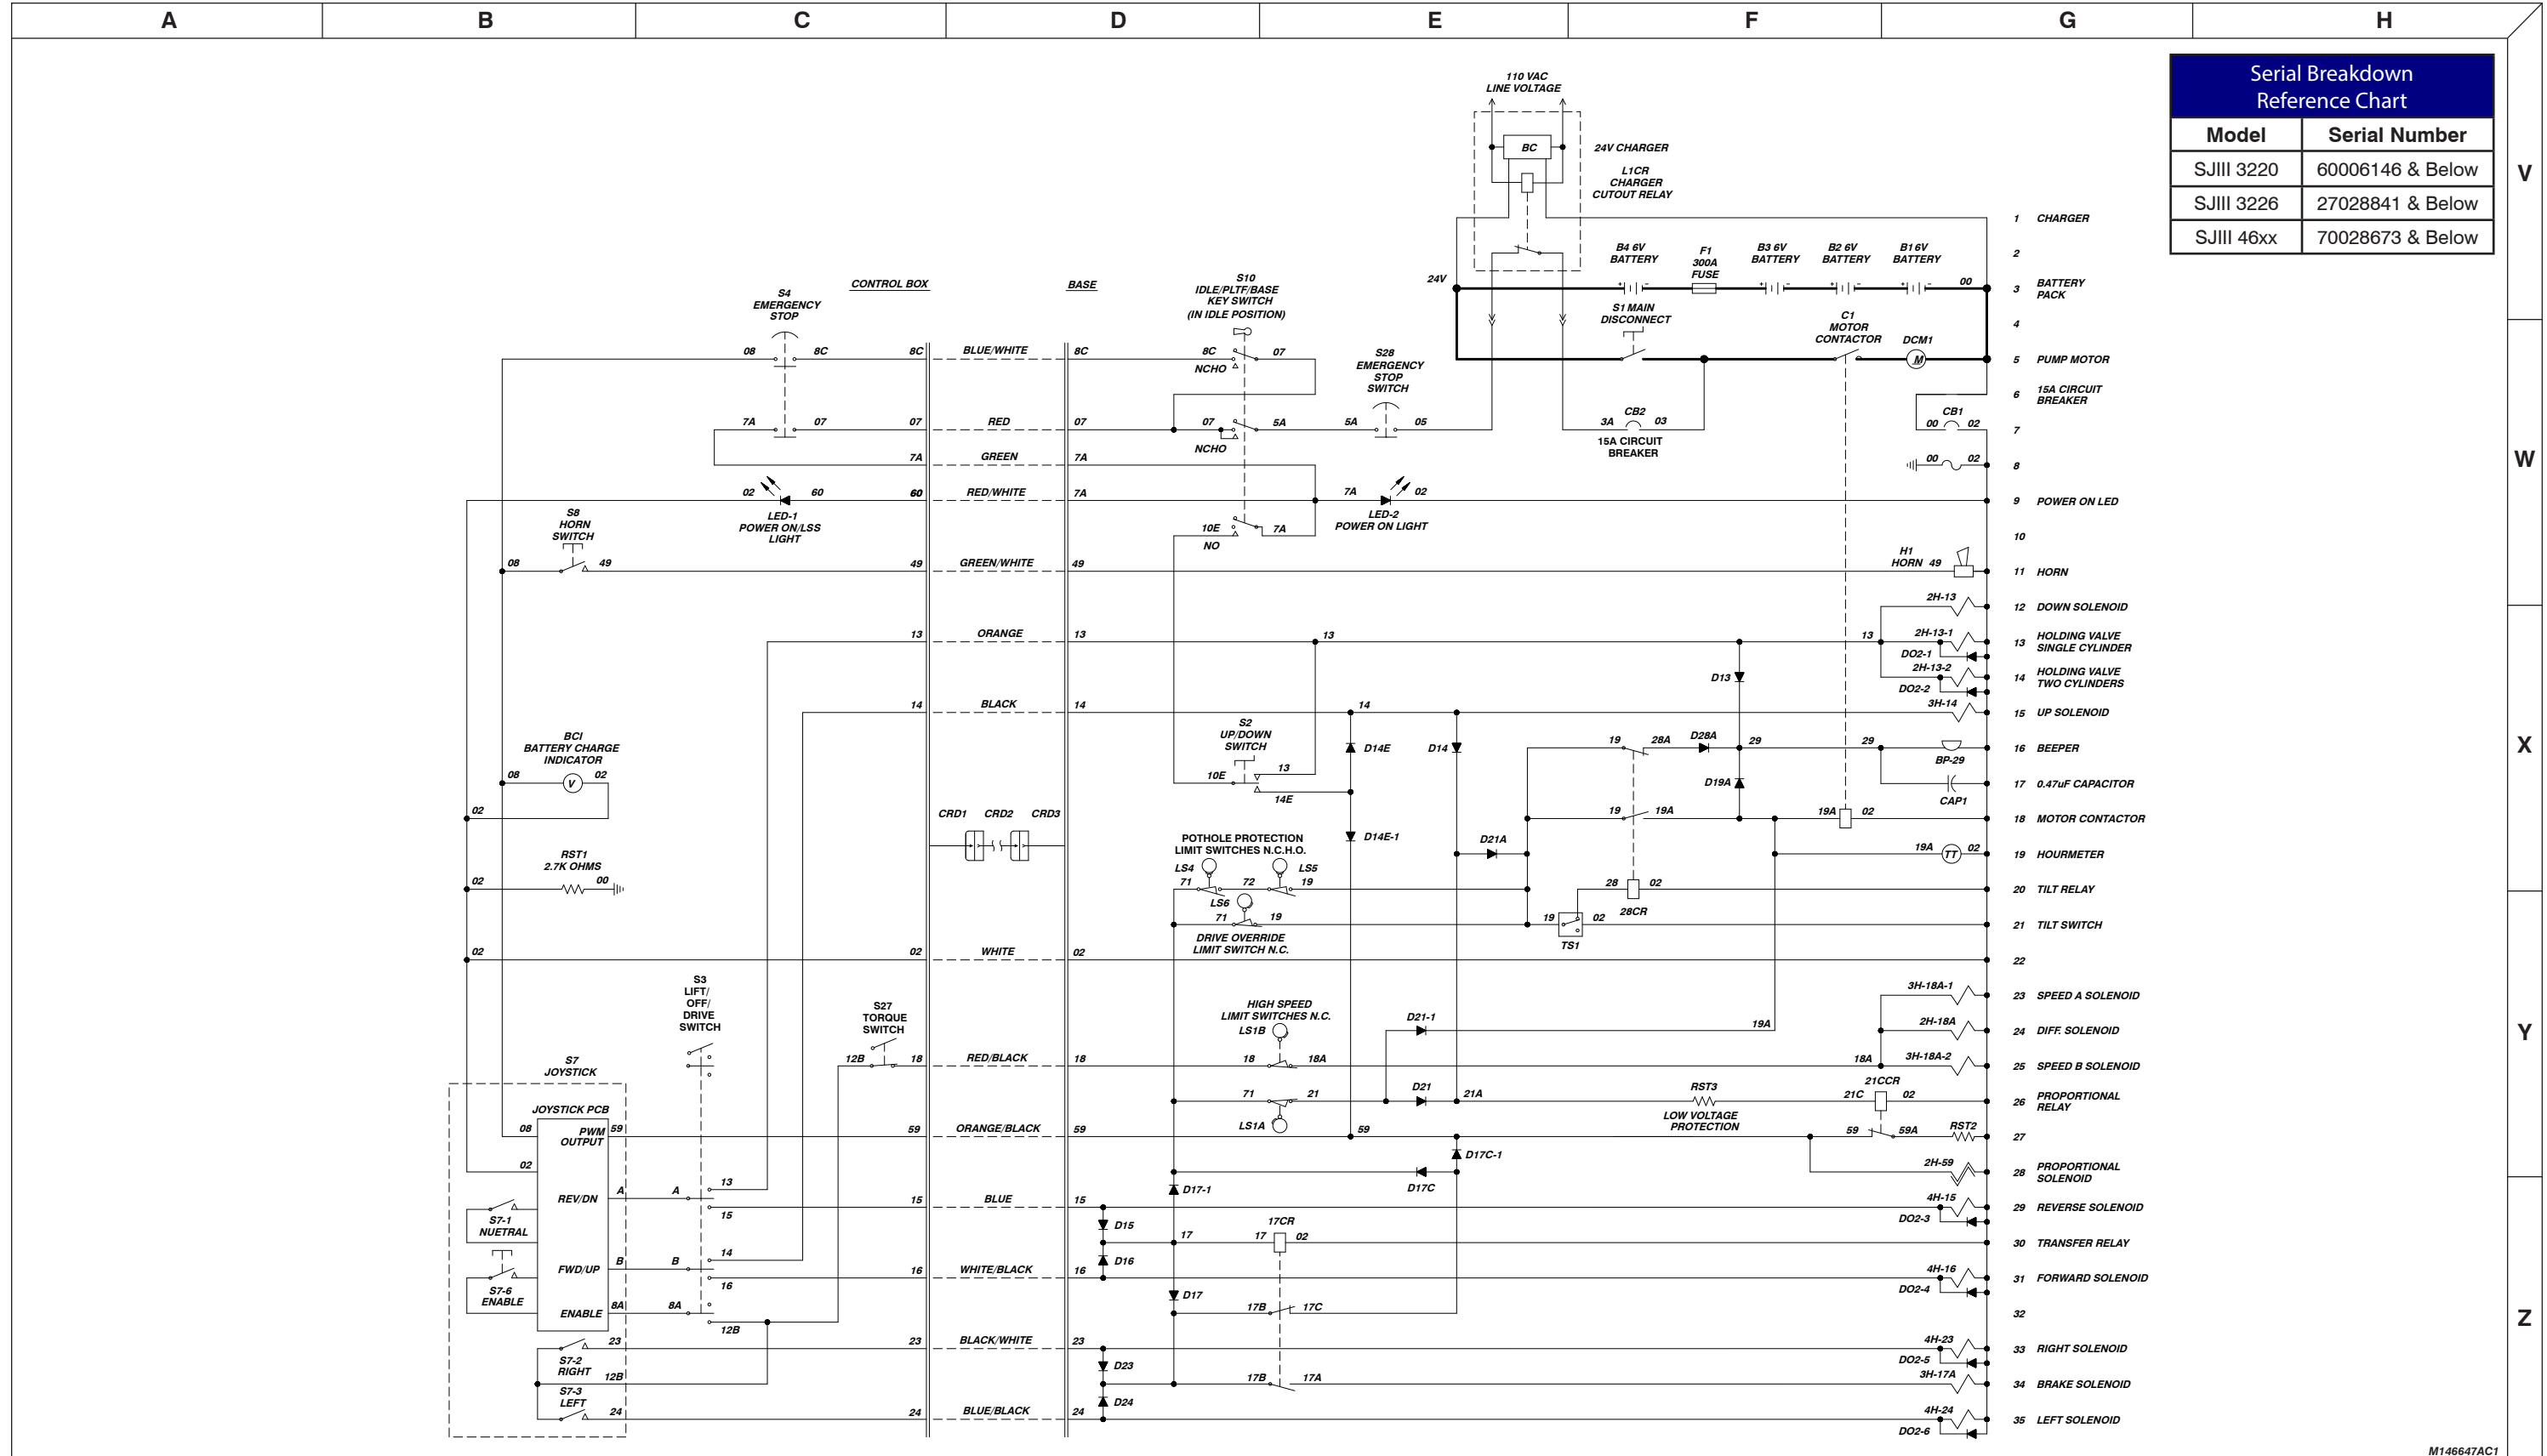 A B C D E F G H
Serial Breakdown
Reference Chart
Model Serial Number
SJIII 3220 60006146 & Below
SJIII 3226 27028841 & Below
SJIII 46xx 70028673 & Below
V
W
X
Y
Z
110 VAC
LINE VOLTAGE
BC
24V CHARGER
L1CR
CHARGER
CUTOUT RELAY
1 CHARGER
2
B4 6V
BATTERY
F1
300A
FUSE
B3 6V
BATTERY
B2 6V
BATTERY
B1 6V
BATTERY
24V
+ - + - + - + -
00
3 BATTERY
PACK
4
S1 MAIN
DISCONNECT
C1
MOTOR
CONTACTOR
DCM1
M
5 PUMP MOTOR
CONTROL BOX
BASE
S4
EMERGENCY
STOP
S10
IDLE/PLTF/BASE
KEY SWITCH
(IN IDLE POSITION)
08 8C 8C BLUE/WHITE 8C 8C 07
NCHO
S28
EMERGENCY
STOP
SWITCH
6 15A CIRCUIT
BREAKER
7A 07 07 RED 07 07 5A 5A 05
NCHO
CB2
3A 03
15A CIRCUIT
BREAKER
CB1
00 02
7
7A GREEN 7A
00 02
8
02 60 60 RED/WHITE 7A 7A 02
LED-1
POWER ON/LSS
LIGHT
LED-2
POWER ON LIGHT
9 POWER ON LED
10E 7A
NO
10
S8
HORN
SWITCH
08 49 49 GREEN/WHITE 49
H1
HORN 49
11 HORN
2H-13
12 DOWN SOLENOID
13 ORANGE 13 13 13
2H-13-1
DO2-1
13 HOLDING VALVE
SINGLE CYLINDER
D13
2H-13-2
DO2-2
14 HOLDING VALVE
TWO CYLINDERS
14 BLACK 14 14
3H-14
15 UP SOLENOID
BCI
BATTERY CHARGE
INDICATOR
08 V 02
02
S2
UP/DOWN
SWITCH
10E 13
14E
D14E
D14
19 28A D28A 29 29
BP-29
16 BEEPER
D19A
CAP1
17 0.47uF CAPACITOR
CRD1 CRD2 CRD3
D14E-1
19 19A
19A 02
18 MOTOR CONTACTOR
RST1
2.7K OHMS
02 00
POTHOLE PROTECTION
LIMIT SWITCHES N.C.H.O.
LS4 LS5
71 72 19
D21A
19A TT 02
19 HOURMETER
28 02
28CR
20 TILT RELAY
LS6
71 19
DRIVE OVERRIDE
LIMIT SWITCH N.C.
19 02
TS1
21 TILT SWITCH
02 02 WHITE 02
22
S3
LIFT/
OFF/
DRIVE
SWITCH
S27
TORQUE
SWITCH
12B 18 RED/BLACK 18
HIGH SPEED
LIMIT SWITCHES N.C.
LS1B
18 18A
D21-1
19A
3H-18A-1
23 SPEED A SOLENOID
2H-18A
24 DIFF. SOLENOID
18A 3H-18A-2
25 SPEED B SOLENOID
71 21
LS1A
D21
21A
RST3
LOW VOLTAGE
PROTECTION
21CCR
21C 02
26 PROPORTIONAL
RELAY
S7
JOYSTICK
JOYSTICK PCB
08 PWM
OUTPUT 59
59 ORANGE/BLACK 59 59
59 59A RST2
27
02
D17C-1
D17C
2H-59
28 PROPORTIONAL
SOLENOID
REV/DN A A 13
15
D17-1
15 BLUE 15
4H-15
DO2-3
29 REVERSE SOLENOID
S7-1
NUETRAL
D15
17
17CR
17 02
30 TRANSFER RELAY
D16
FWD/UP B B 14
16
16 WHITE/BLACK 16
4H-16
DO2-4
31 FORWARD SOLENOID
S7-6
ENABLE
ENABLE 8A 8A
12B
D17
17B 17C
32
23
S7-2
RIGHT
23 BLACK/WHITE 23
4H-23
DO2-5
33 RIGHT SOLENOID
D23
12B
17B 17A
3H-17A
34 BRAKE SOLENOID
S7-3
LEFT
24
D24
24 BLUE/BLACK 24
4H-24
DO2-6
35 LEFT SOLENOID
M146647AC1